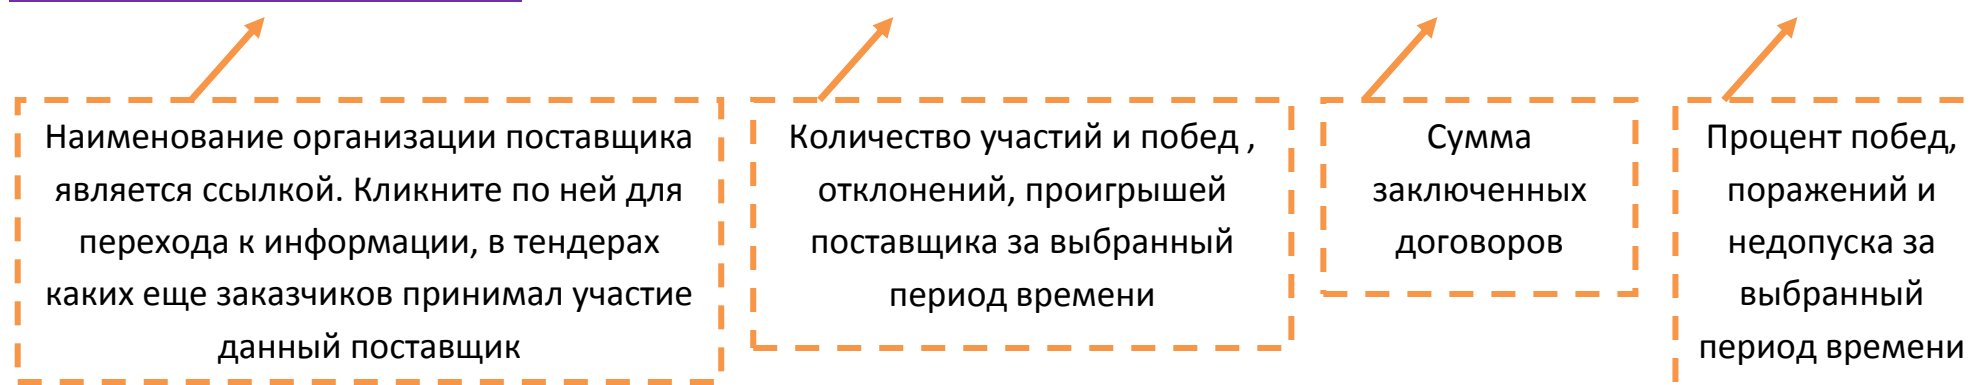 Наименование организации поставщика
является ссылкой. Кликните по ней для
перехода к информации, в тендерах
каких еще заказчиков принимал участие
данный поставщик
Количество участий и побед ,
отклонений, проигрышей
поставщика за выбранный
период времени
Сумма
заключенных
договоров
Процент побед,
поражений и
недопуска за
выбранный
период времени